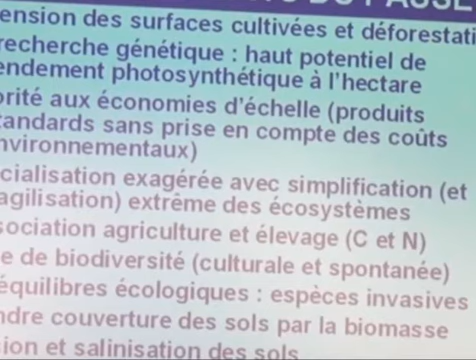 DU PASSÉ
ension des surfaces cultivées et déforestati
recherche génétique : haut potentiel de
endement photosynthétique à l'hectare
orité aux économies d'échelle (produits
tandards sans prise en compte des coûts
nvironnementaux)
cialisation exagérée avec simplification (et
agilisation) extrême des écosystèmes
sociation agriculture et élevage (C et N)
e de biodiversité (culturale et spontanée)
équilibres écologiques : espèces invasives
ndre couverture des sols par la biomasse
ion et salinisation des sols